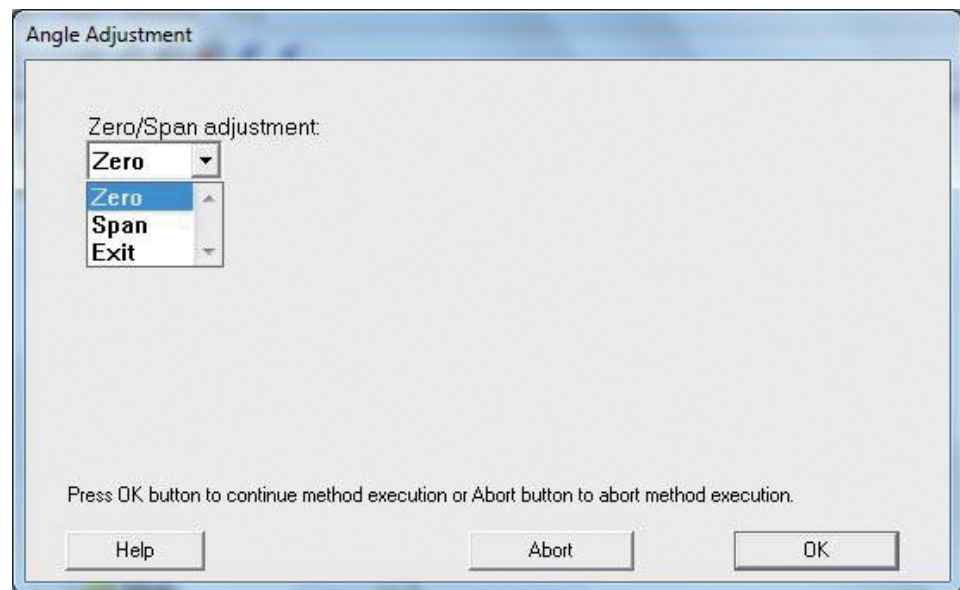 Angle Adjustment
Zero/Span adjustment:
Zero
Zero
Span
Exit
Press OK button to continue method execution or Abort button to abort method execution.
Help Abort OK